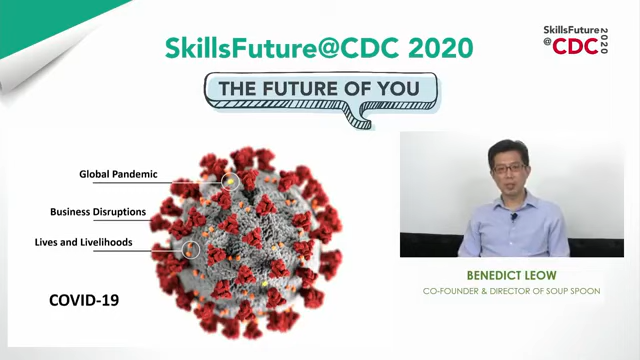 SkillsFuture@CDC 2020
SkillsFuture
@CDC
2020
THE FUTURE OF YOU
Global Pandemic
Business Disruptions
Lives and Livelihoods
COVID-19
BENEDICT LEOW
CO-FOUNDER & DIRECTOR OF SOUP SPOON